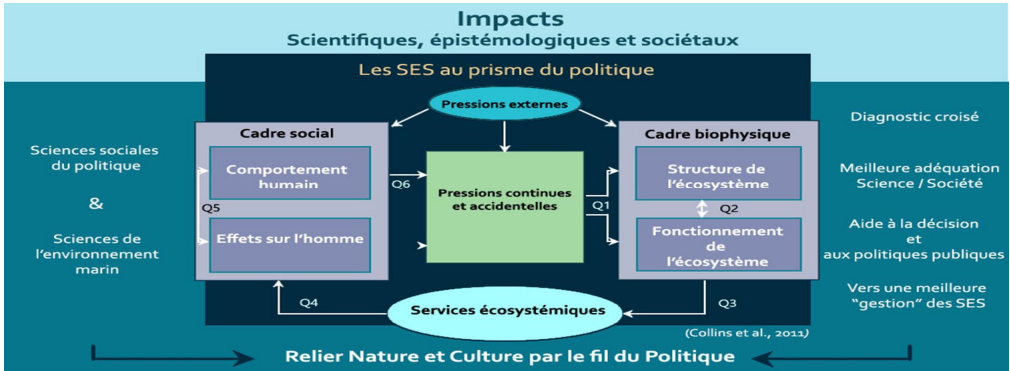 Impacts
Scientifiques, épistémologiques et sociétaux
Les SES au prisme du politique
Pressions externes
Sciences sociales
du politique
&
Sciences de
l'environnement
marin
Cadre social
Comportement
humain
Q5
Effets sur l'homme
Q6
Pressions continues
et accidentelles
Q1
Cadre biophysique
Structure de
l'écosystème
Q2
Fonctionnement
de
l'écosystème
Q4
Services écosystémiques
Q3
(Collins et al., 2011)
Diagnostic croisé
Meilleure adéquation
Science / Société
Aide à la décision
et
aux politiques publiques
Vers une meilleure
"gestion" des SES
Relier Nature et Culture par le fil du Politique